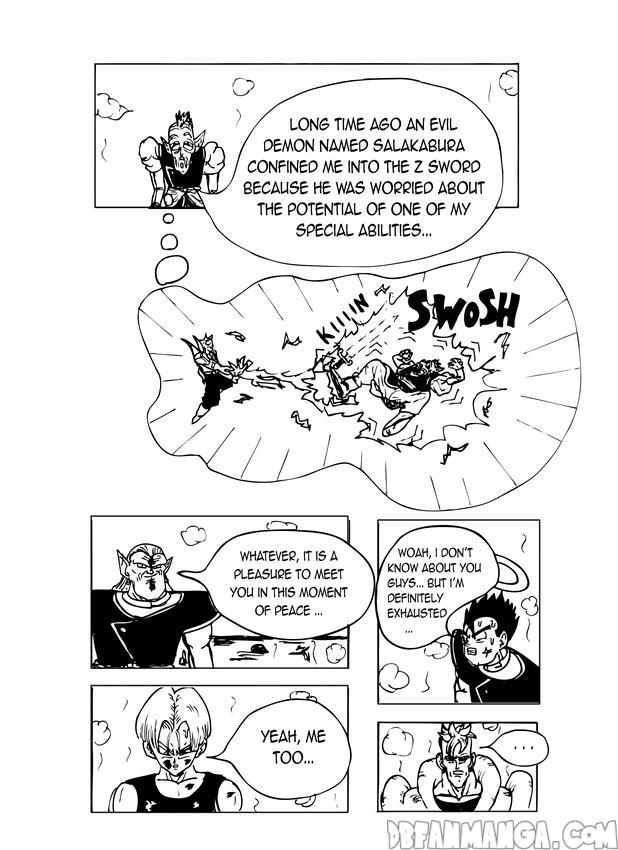 LONG TIME AGO AN EVIL
DEMON NAMED SALAKABURA
CONFINED ME INTO THE Z SWORD
BECAUSE HE WAS WORRIED ABOUT
THE POTENTIAL OF ONE OF MY
SPECIAL ABILITIES...
KIIIIN
SWOSH
WHATEVER, IT IS A
PLEASURE TO MEET
YOU IN THIS MOMENT
OF PEACE ...
WOAH, I DON'T
KNOW ABOUT YOU
GUYS... BUT I'M
DEFINITELY
EXHAUSTED
...
YEAH, ME
TOO...
...
DBFANMANGA.COM